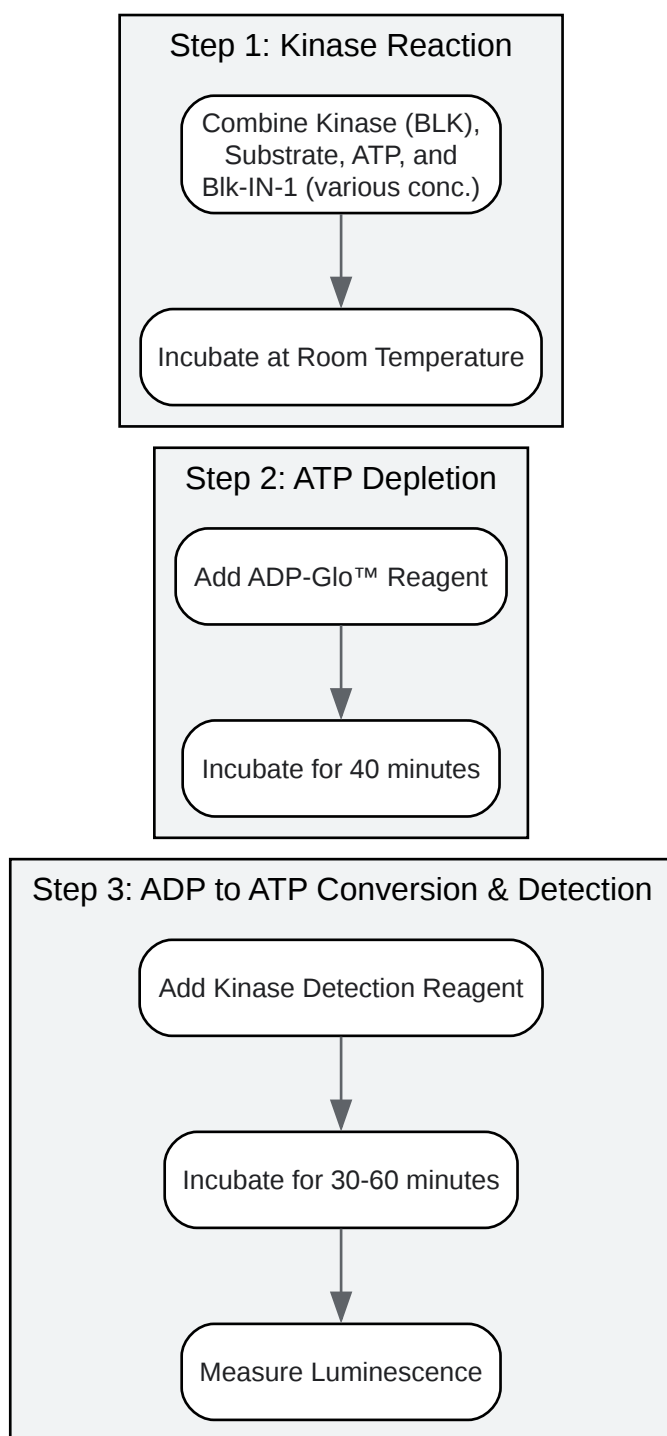 Step 1: Kinase Reaction
Combine Kinase (BLK),
Substrate, ATP, and
Blk-IN-1 (various conc.)
Incubate at Room Temperature
Step 2: ATP Depletion
Add ADP-Glo™ Reagent
Incubate for 40 minutes
Step 3: ADP to ATP Conversion & Detection
Add Kinase Detection Reagent
Incubate for 30-60 minutes
Measure Luminescence